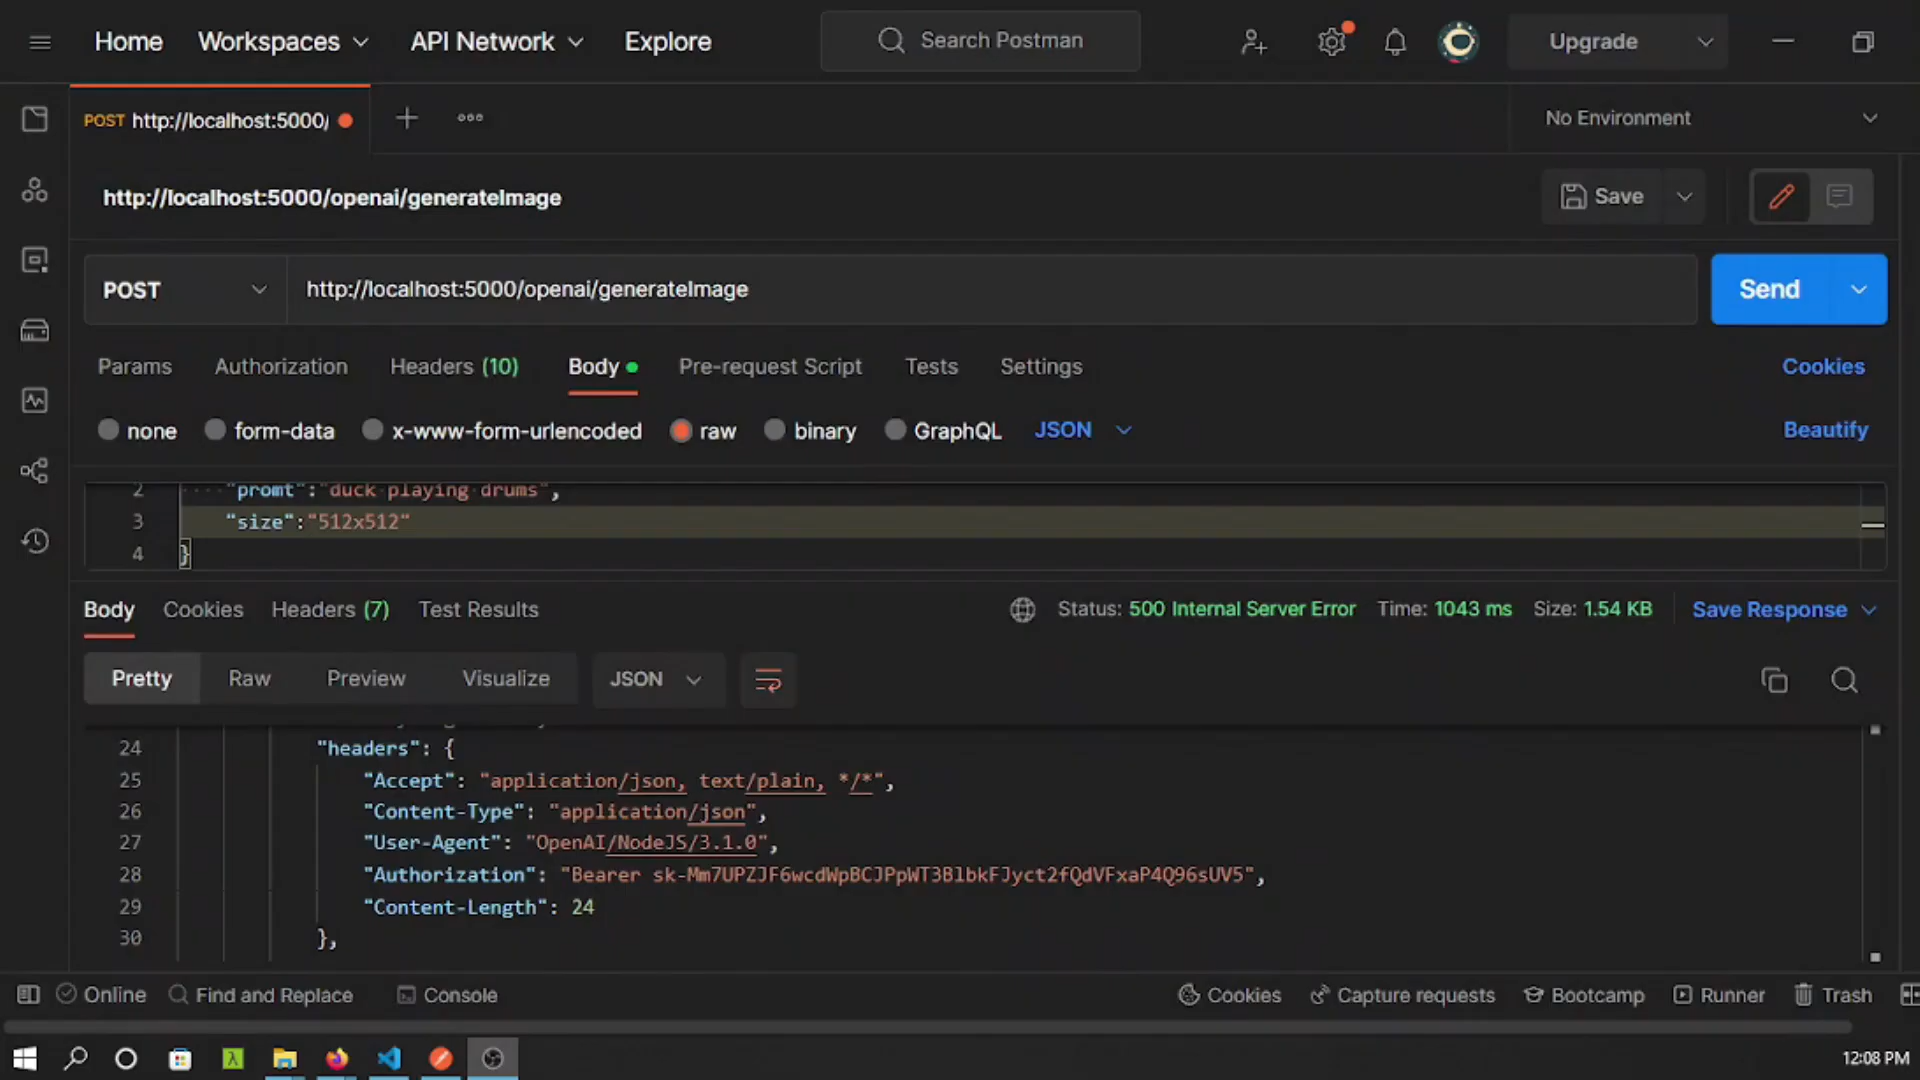 Home Workspaces API Network Explore Search Postman Upgrade
POST http://localhost:5000/ No Environment
http://localhost:5000/openai/generateImage Save
POST http://localhost:5000/openai/generateImage Send
Params Authorization Headers (10) Body Pre-request Script Tests Settings Cookies
none form-data x-www-form-urlencoded raw binary GraphQL JSON Beautify
2 "promt":"duck playing drums",
3 "size":"512x512"
4 }
Body Cookies Headers (7) Test Results Status: 500 Internal Server Error Time: 1043 ms Size: 1.54 KB Save Response
Pretty Raw Preview Visualize JSON
24 "headers": {
25 "Accept": "application/json, text/plain, */*",
26 "Content-Type": "application/json",
27 "User-Agent": "OpenAI/NodeJS/3.1.0",
28 "Authorization": "Bearer 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",
29 "Content-Length": 24
30 },
Online Find and Replace Console Cookies Capture requests Bootcamp Runner Trash
12:08 PM